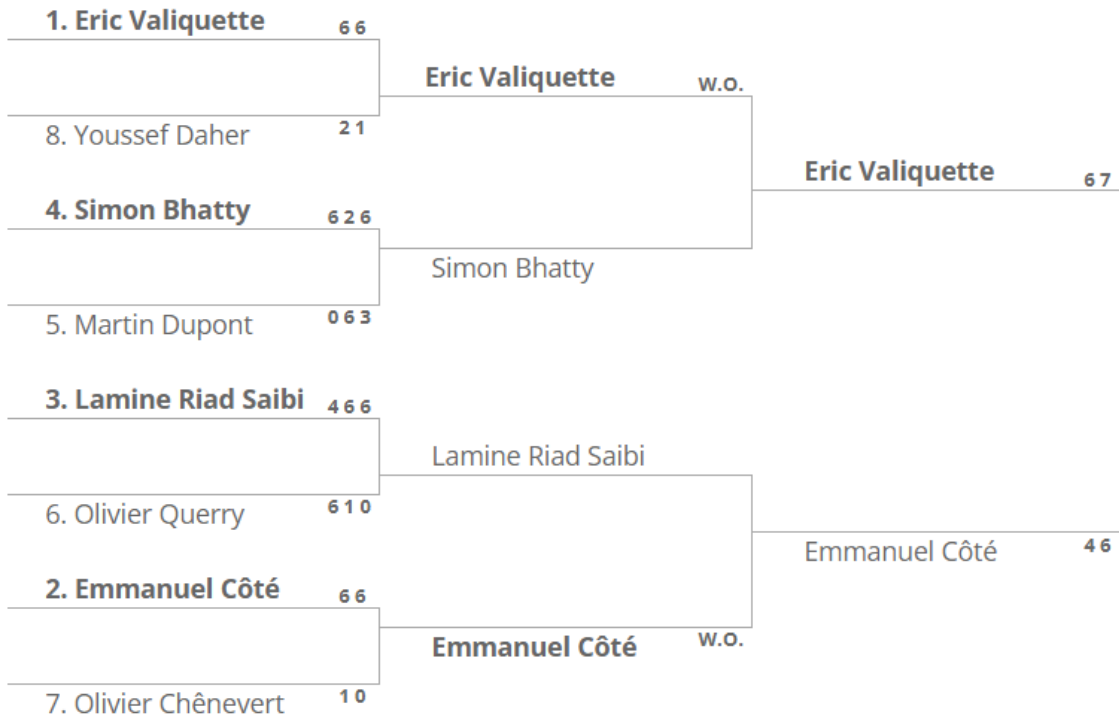 1. Eric Valiquette 6 6
8. Youssef Daher 2 1
4. Simon Bhatty 6 2 6
5. Martin Dupont 0 6 3
3. Lamine Riad Saibi 4 6 6
6. Olivier Querry 6 1 0
2. Emmanuel Côté 6 6
7. Olivier Chênevert 1 0
Eric Valiquette W.O.
Simon Bhatty
Lamine Riad Saibi
Emmanuel Côté W.O.
Eric Valiquette 6 7
Emmanuel Côté 4 6